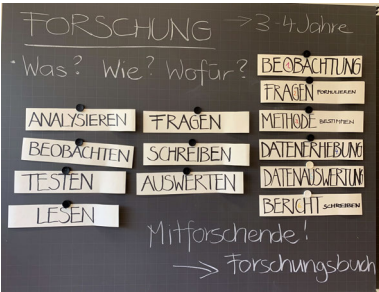 FORSCHUNG → 3-4 Jahre
• Was? Wie? Wofür?
ANALYSIEREN
BEOBACHTEN
TESTEN
LESEN
FRAGEN
SCHREIBEN
AUSWERTEN
BEOBACHTUNG
FRAGEN FORMULIEREN
METHODE BESTIMMEN
DATENERHEBUNG
DATENAUSWERTUNG
BERICHT SCHREIBEN
Mitforschende!
→ Forschungsbuch